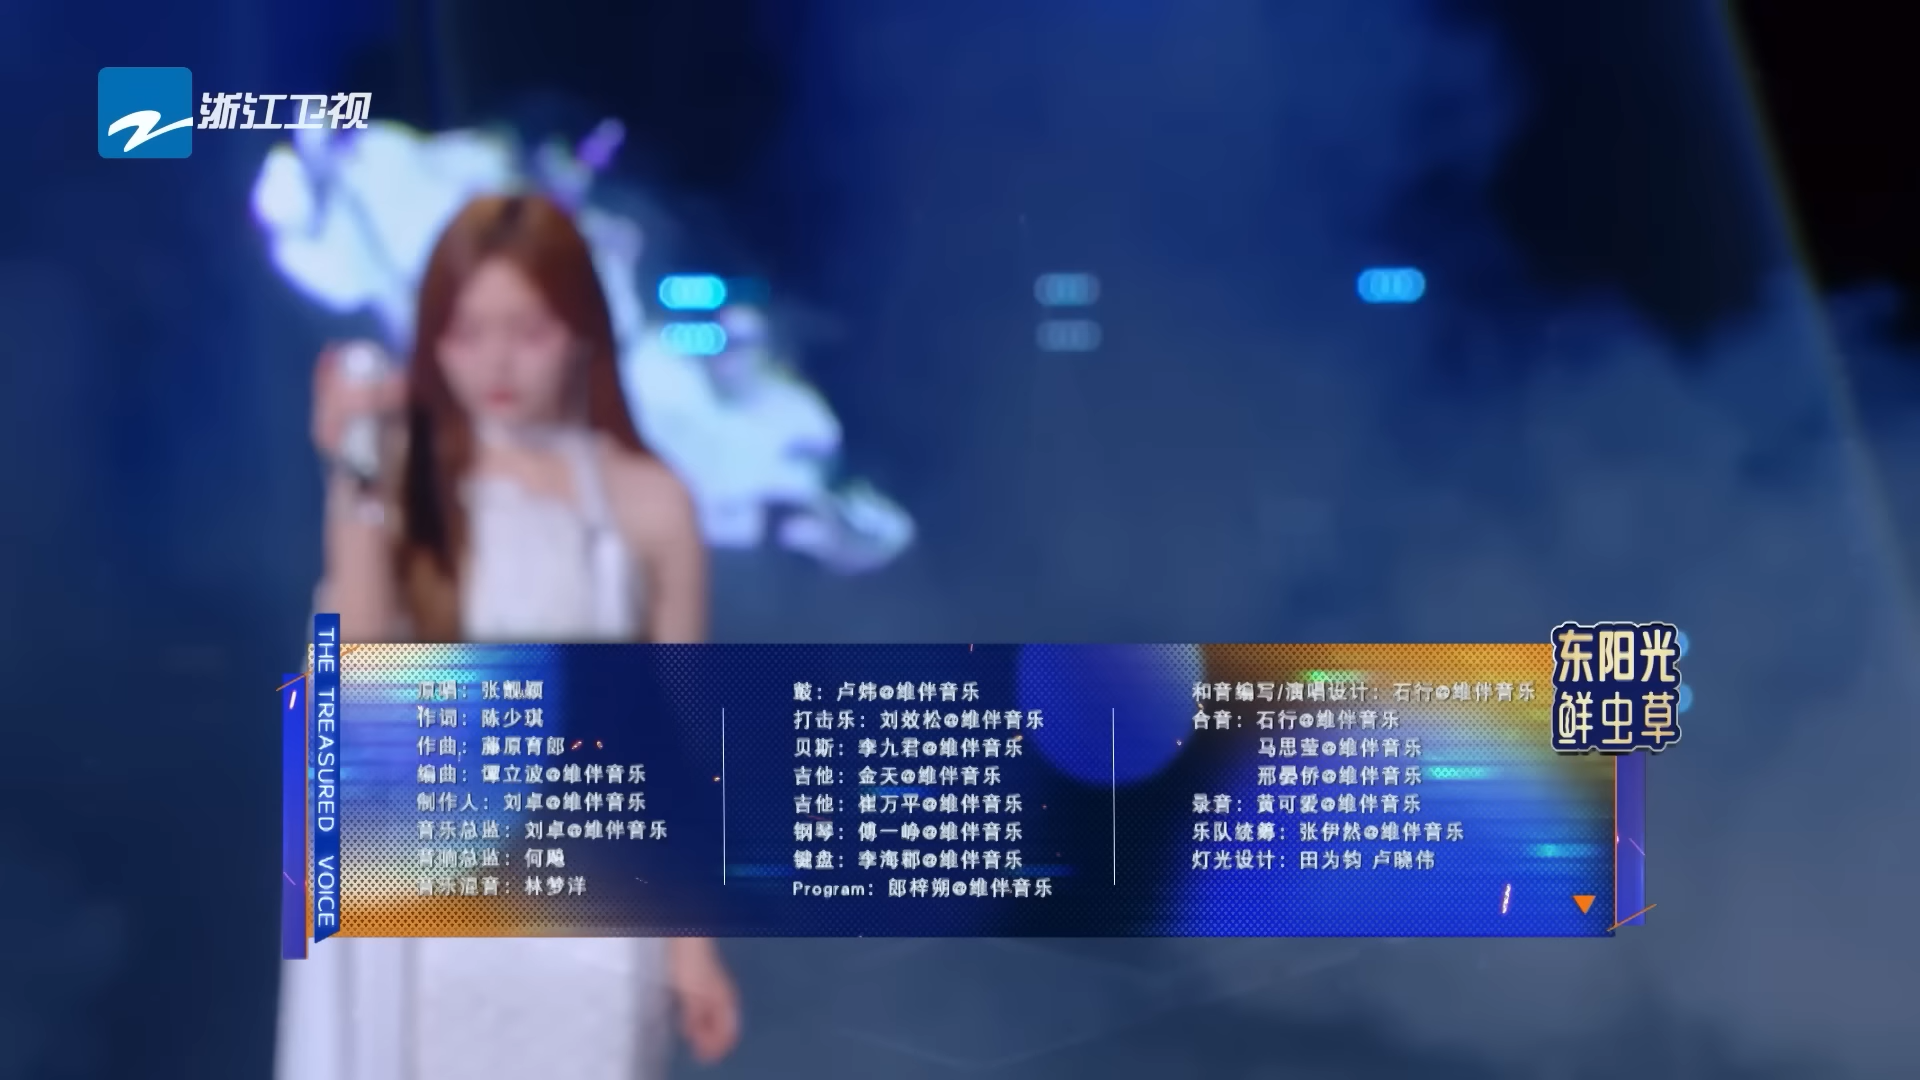 浙江卫视
THE TREASURED VOICE
原唱：张靓颖
作词：陈少琪
作曲：藤原育郎
编曲：谭立波@维伴音乐
制作人：刘卓@维伴音乐
音乐总监：刘卓@维伴音乐
音响总监：何飚
音乐混音：林梦洋
鼓：卢炜@维伴音乐
打击乐：刘效松@维伴音乐
贝斯：李九君@维伴音乐
吉他：金天@维伴音乐
吉他：崔万平@维伴音乐
钢琴：傅一峥@维伴音乐
键盘：李海郡@维伴音乐
Program：郎梓朔@维伴音乐
和音编写/演唱设计：石行@维伴音乐
合音：石行@维伴音乐
马思莹@维伴音乐
邢晏侨@维伴音乐
录音：黄可爱@维伴音乐
乐队统筹：张伊然@维伴音乐
灯光设计：田为钧 卢晓伟
东阳光
鲜虫草